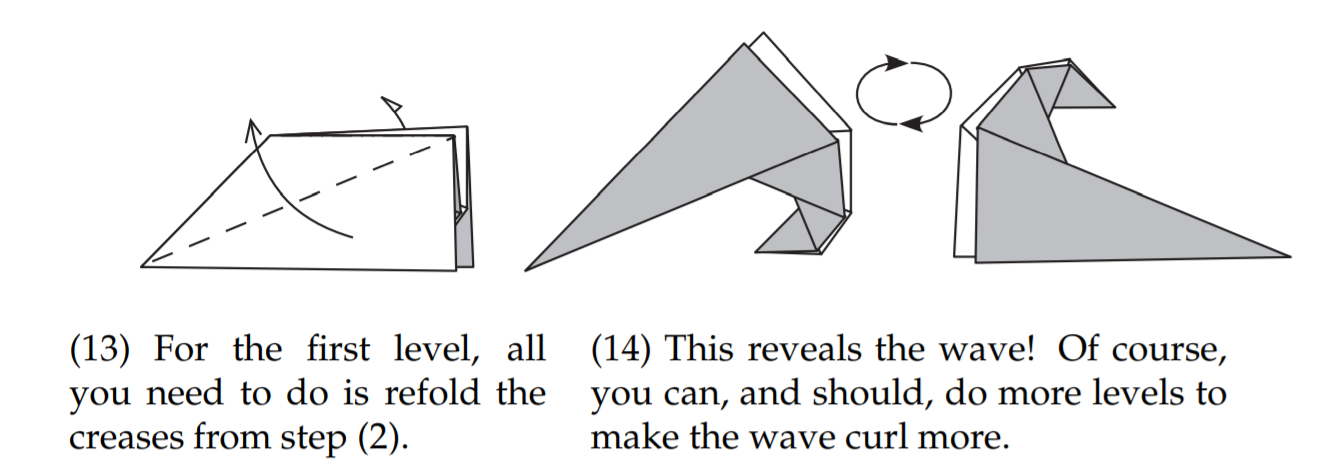 (13) For the first level, all
you need to do is refold the
creases from step (2).
(14) This reveals the wave! Of course,
you can, and should, do more levels to
make the wave curl more.